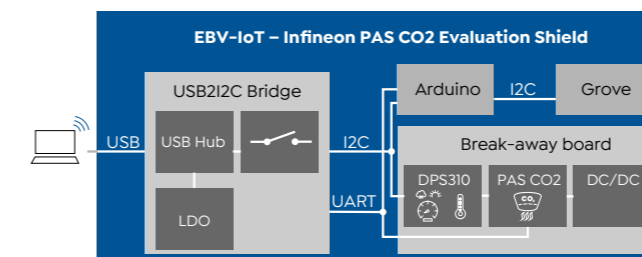 EBV-IoT – Infineon PAS CO2 Evaluation Shield
USB2I2C Bridge
Arduino
I2C
Grove
USB
USB Hub
I2C
Break-away board
DPS310
PAS CO2
DC/DC
CO₂
UART
LDO